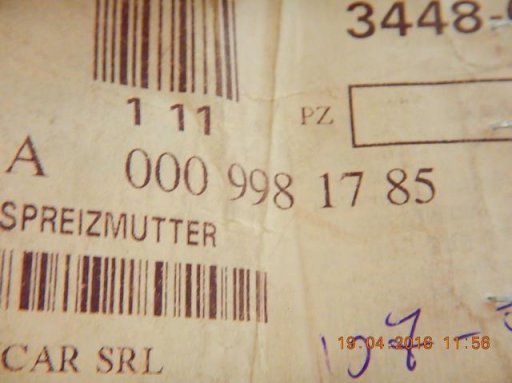 3448-
1 11
PZ
A 000 998 17 85
SPREIZMUTTER
CAR SRL
19.04.2016 11:56